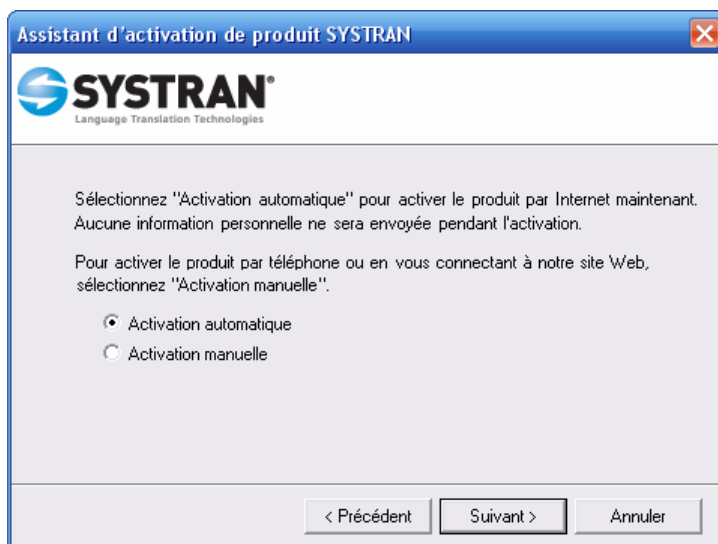 Assistant d'activation de produit SYSTRAN
SYSTRAN®
Language Translation Technologies
Sélectionnez "Activation automatique" pour activer le produit par Internet maintenant.
Aucune information personnelle ne sera envoyée pendant l'activation.
Pour activer le produit par téléphone ou en vous connectant à notre site Web,
sélectionnez "Activation manuelle".
Activation automatique
Activation manuelle
< Précédent
Suivant >
Annuler